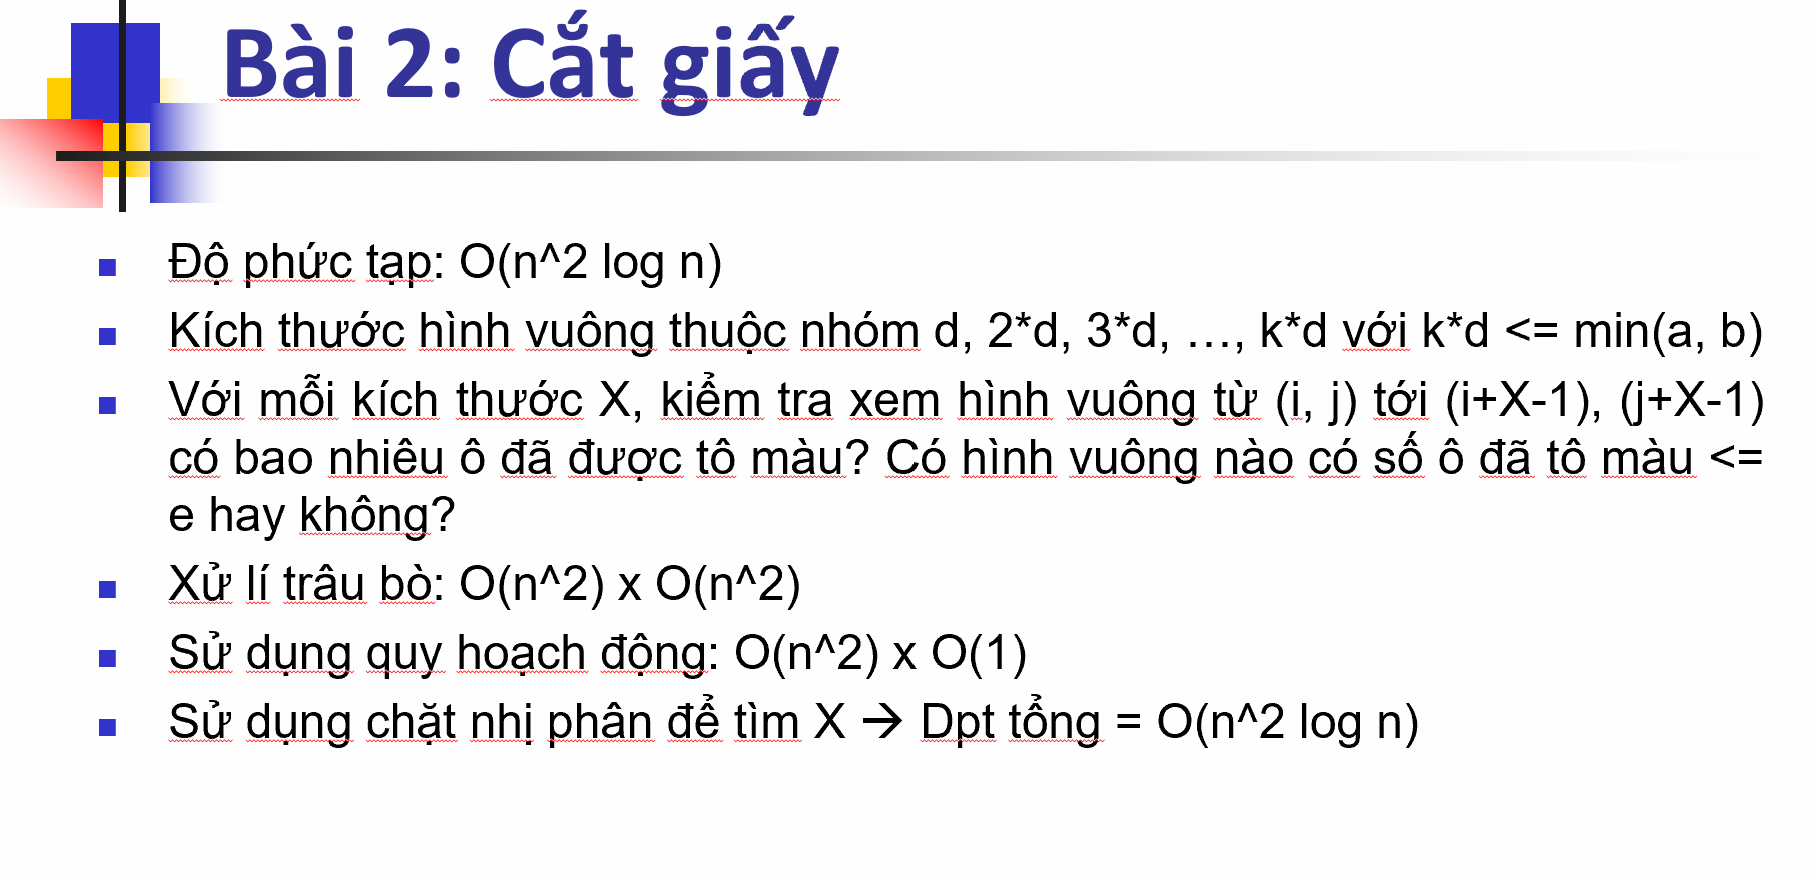 Bài 2: Cắt giấy
Độ phức tạp: O(n^2 log n)
Kích thước hình vuông thuộc nhóm d, 2*d, 3*d, …, k*d với k*d <= min(a, b)
Với mỗi kích thước X, kiểm tra xem hình vuông từ (i, j) tới (i+X-1), (j+X-1)
có bao nhiêu ô đã được tô màu? Có hình vuông nào có số ô đã tô màu <=
e hay không?
Xử lí trâu bò: O(n^2) x O(n^2)
Sử dụng quy hoạch động: O(n^2) x O(1)
Sử dụng chặt nhị phân để tìm X → Dpt tổng = O(n^2 log n)